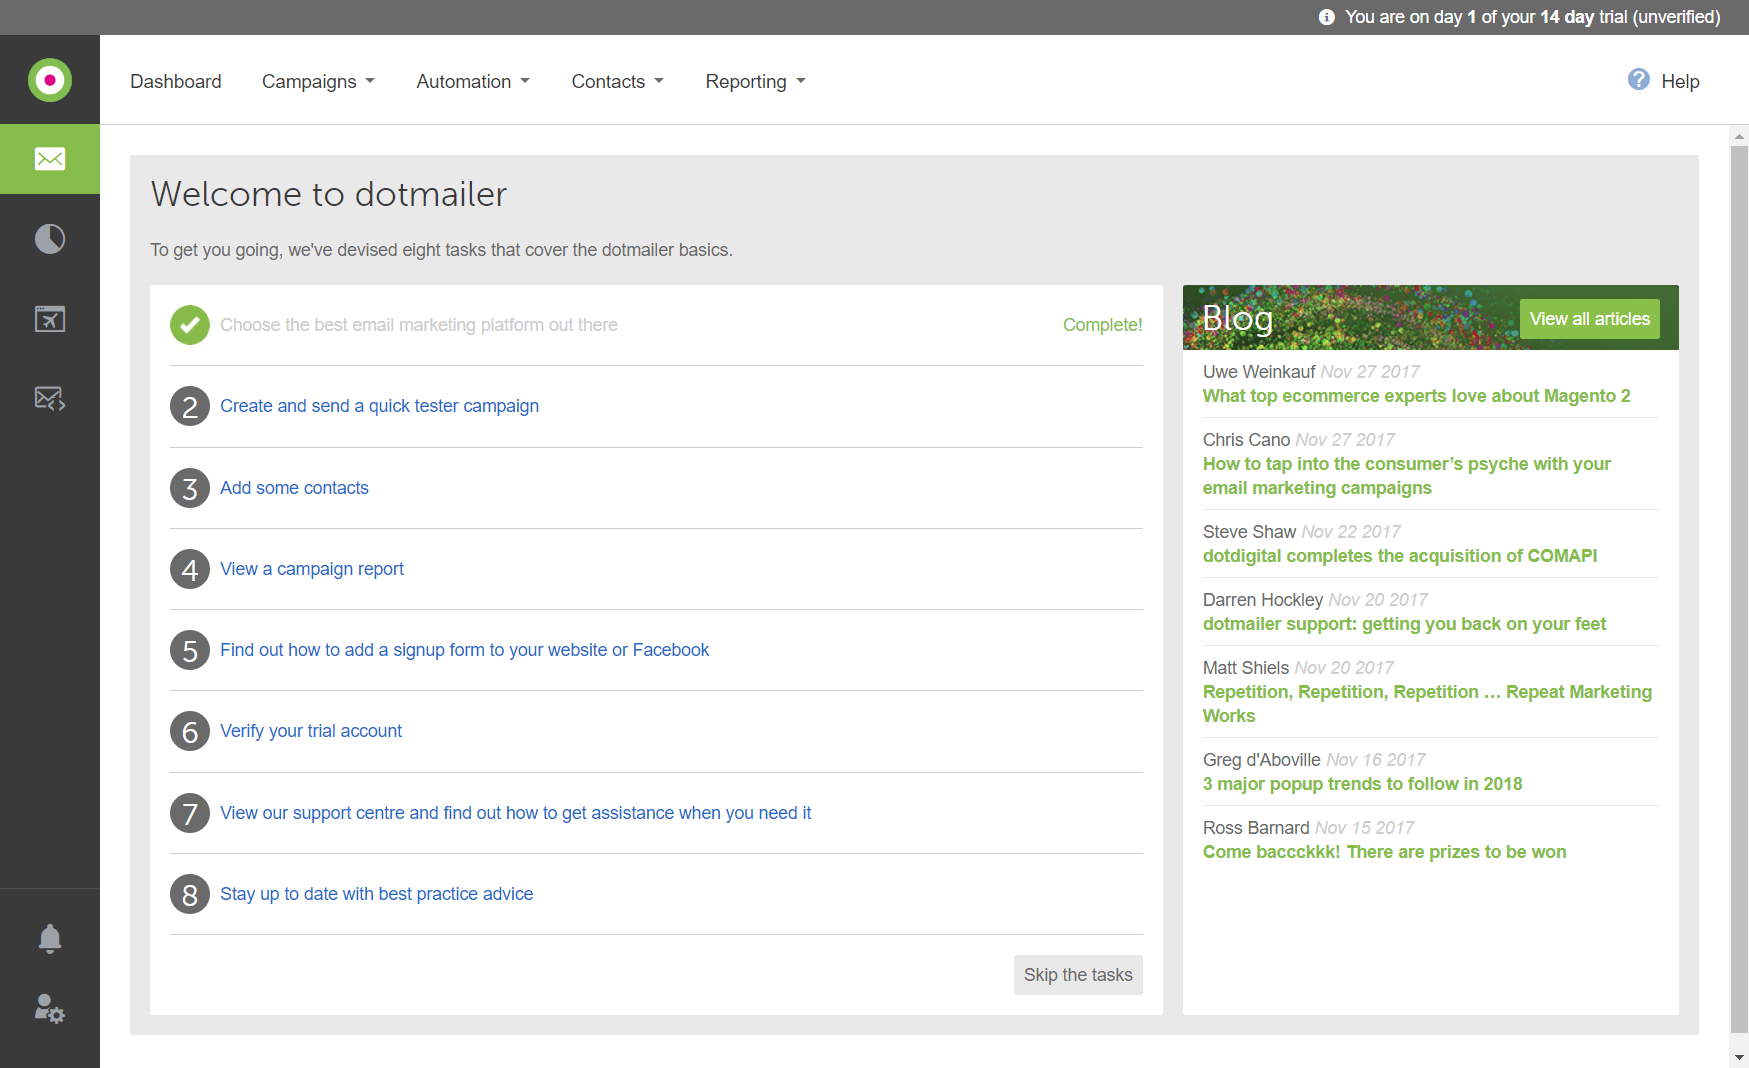 You are on day 1 of your 14 day trial (unverified)
Dashboard
Campaigns
Automation
Contacts
Reporting
Help
Welcome to dotmailer
To get you going, we've devised eight tasks that cover the dotmailer basics.
Choose the best email marketing platform out there
Complete!
2 Create and send a quick tester campaign
3 Add some contacts
4 View a campaign report
5 Find out how to add a signup form to your website or Facebook
6 Verify your trial account
7 View our support centre and find out how to get assistance when you need it
8 Stay up to date with best practice advice
Skip the tasks
Blog
View all articles
Uwe Weinkauf Nov 27 2017
What top ecommerce experts love about Magento 2
Chris Cano Nov 27 2017
How to tap into the consumer’s psyche with your
email marketing campaigns
Steve Shaw Nov 22 2017
dotdigital completes the acquisition of COMAPI
Darren Hockley Nov 20 2017
dotmailer support: getting you back on your feet
Matt Shiels Nov 20 2017
Repetition, Repetition, Repetition … Repeat Marketing
Works
Greg d'Aboville Nov 16 2017
3 major popup trends to follow in 2018
Ross Barnard Nov 15 2017
Come baccckkk! There are prizes to be won